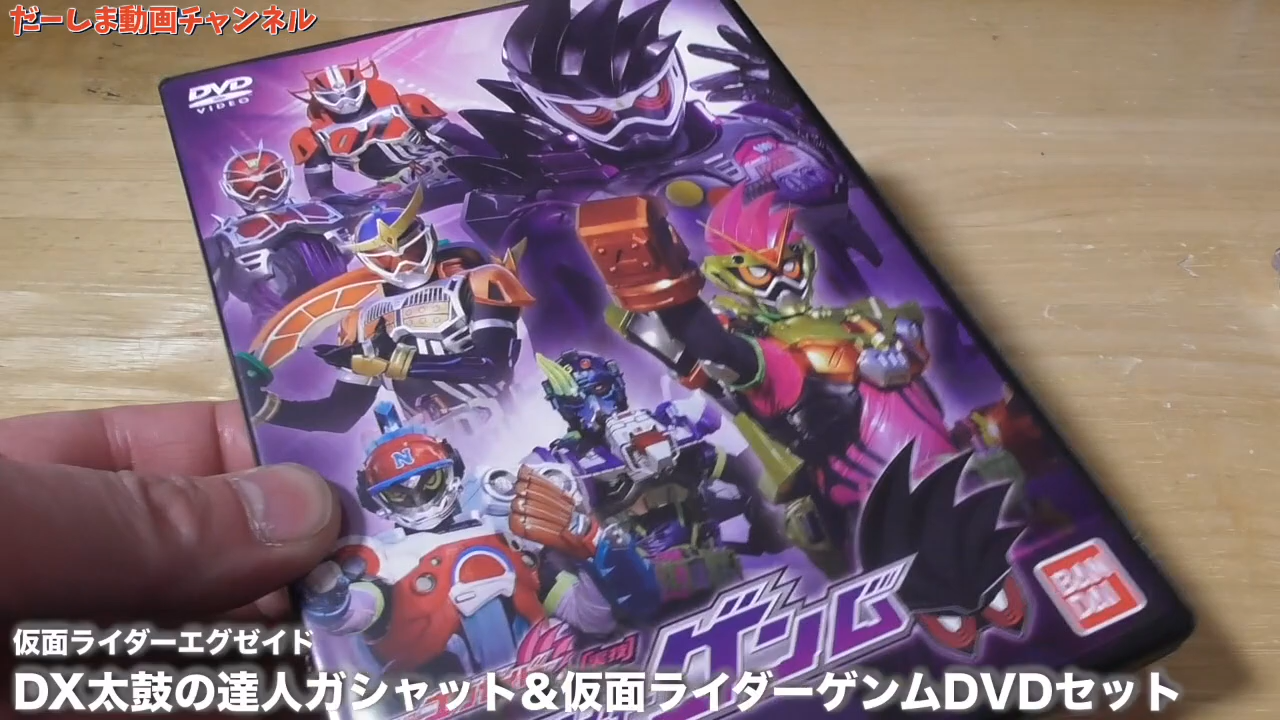 だーしま動画チャンネル
DVD
VIDEO
N
ゲンム
BAN
DAI
仮面ライダーエグゼイド
DX太鼓の達人ガシャット&仮面ライダーゲンムDVDセット